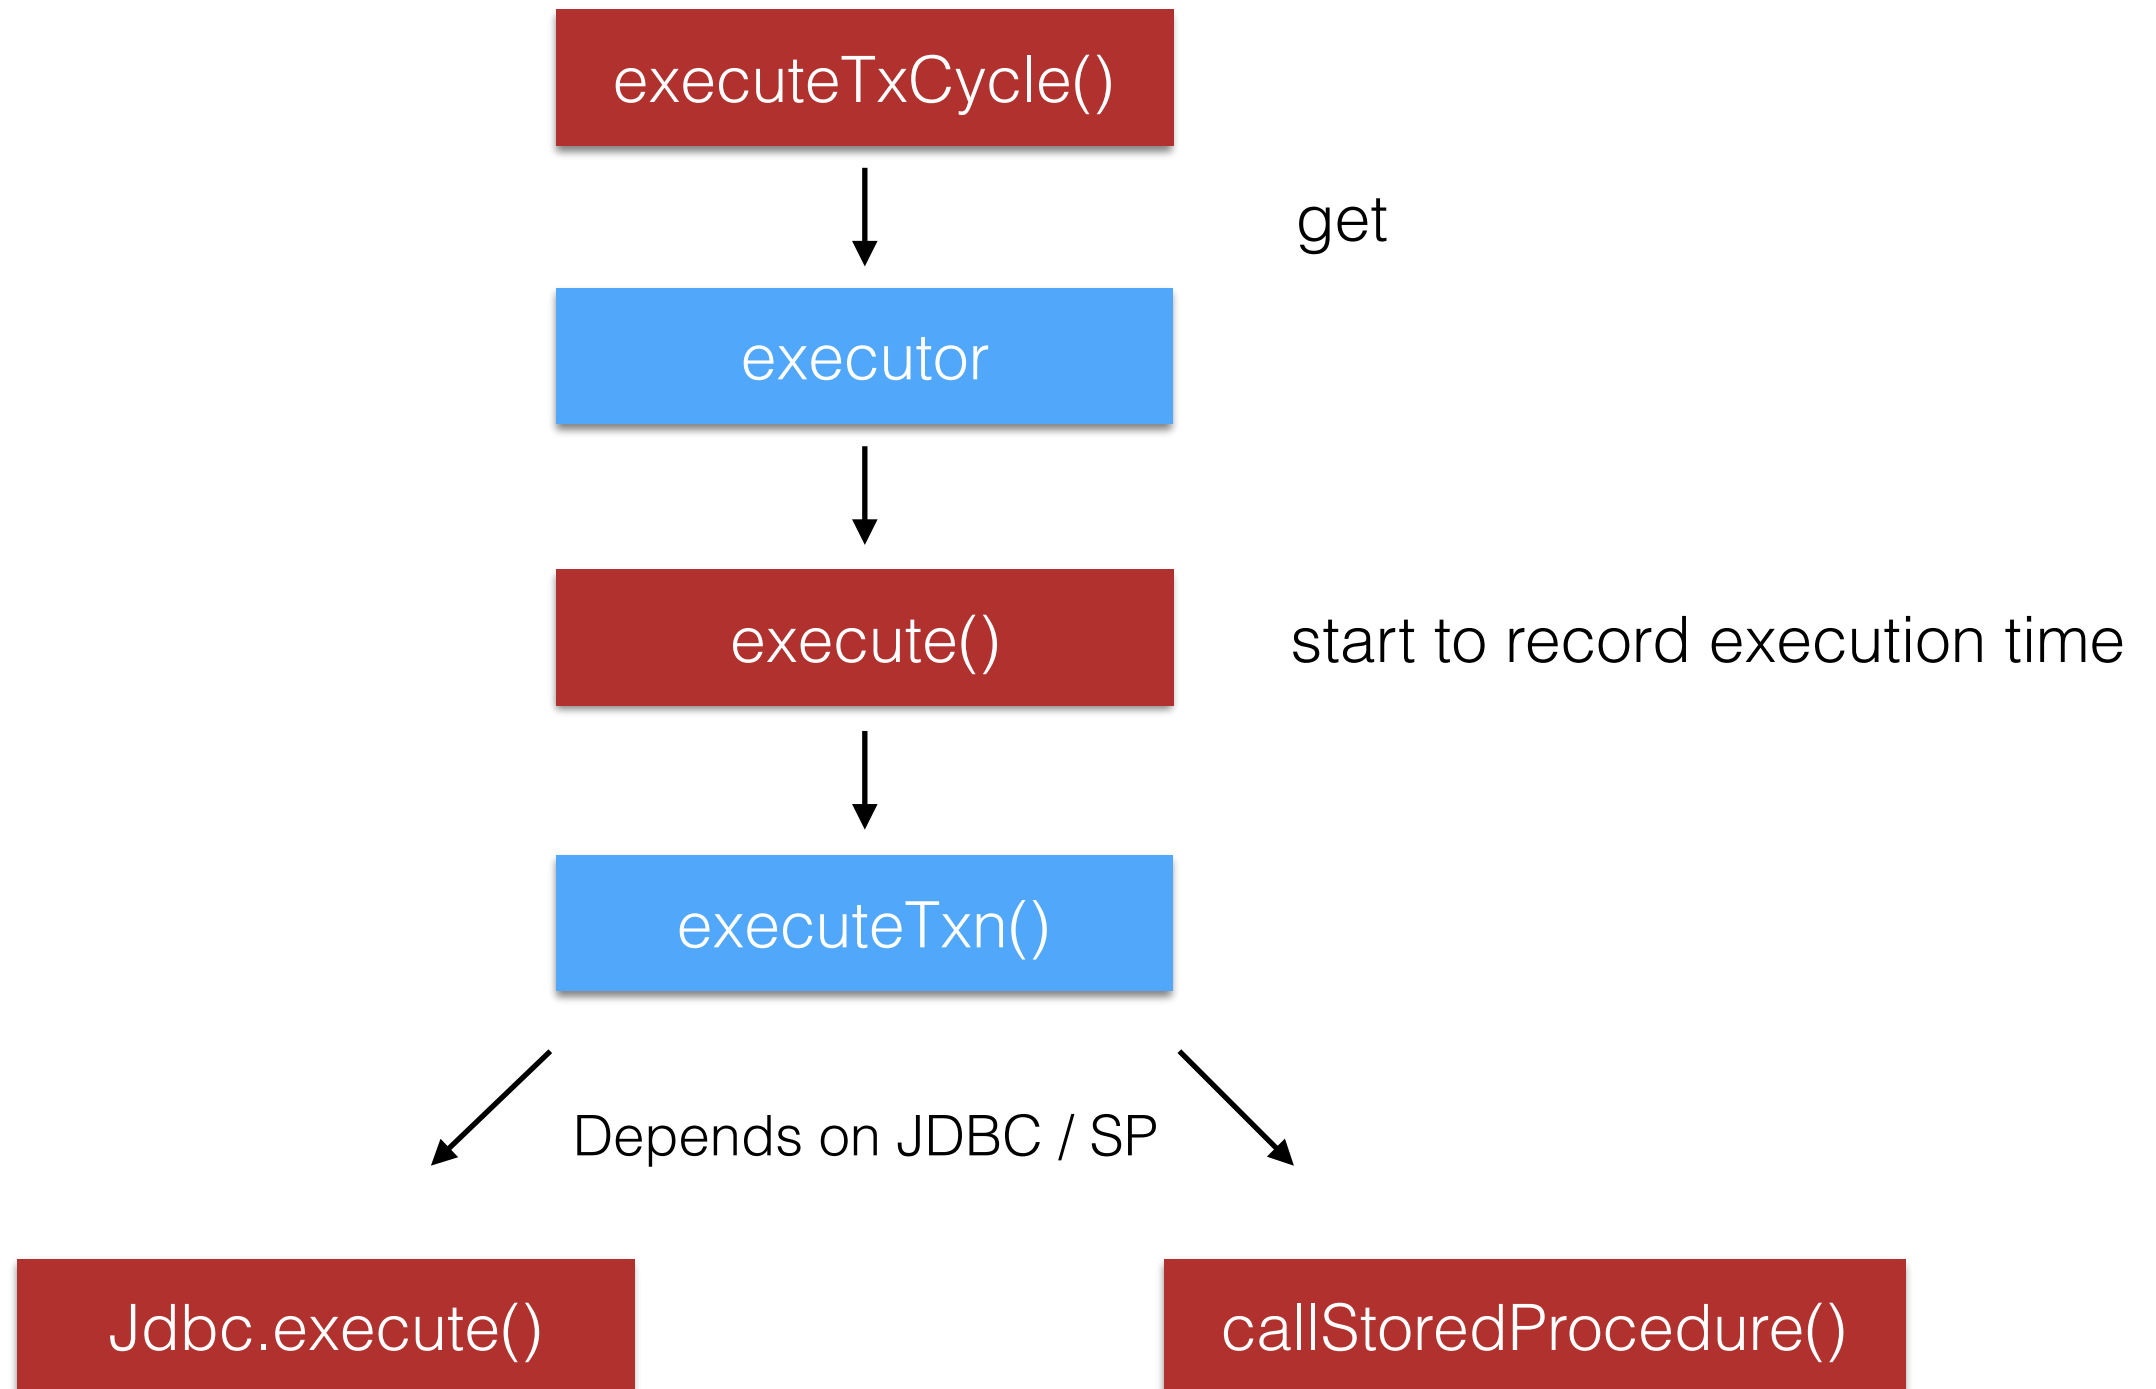 executeTxCycle()
get
executor
execute()
start to record execution time
executeTxn()
Depends on JDBC / SP
Jdbc.execute()
callStoredProcedure()